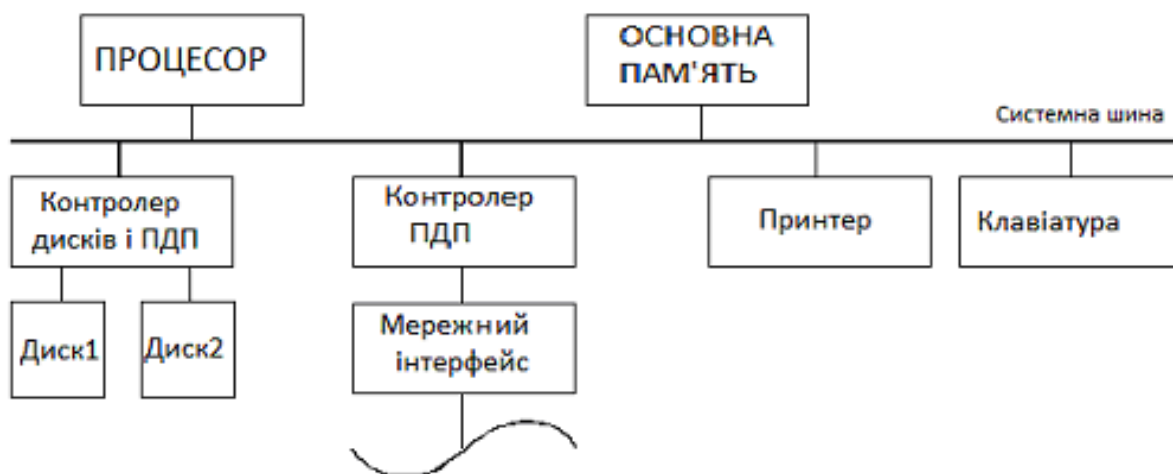 ПРОЦЕСОР
ОСНОВНА
ПАМ'ЯТЬ
Системна шина
Контролер
дисків і ПДП
Контролер
ПДП
Принтер
Клавіатура
Диск1
Диск2
Мережний
інтерфейс